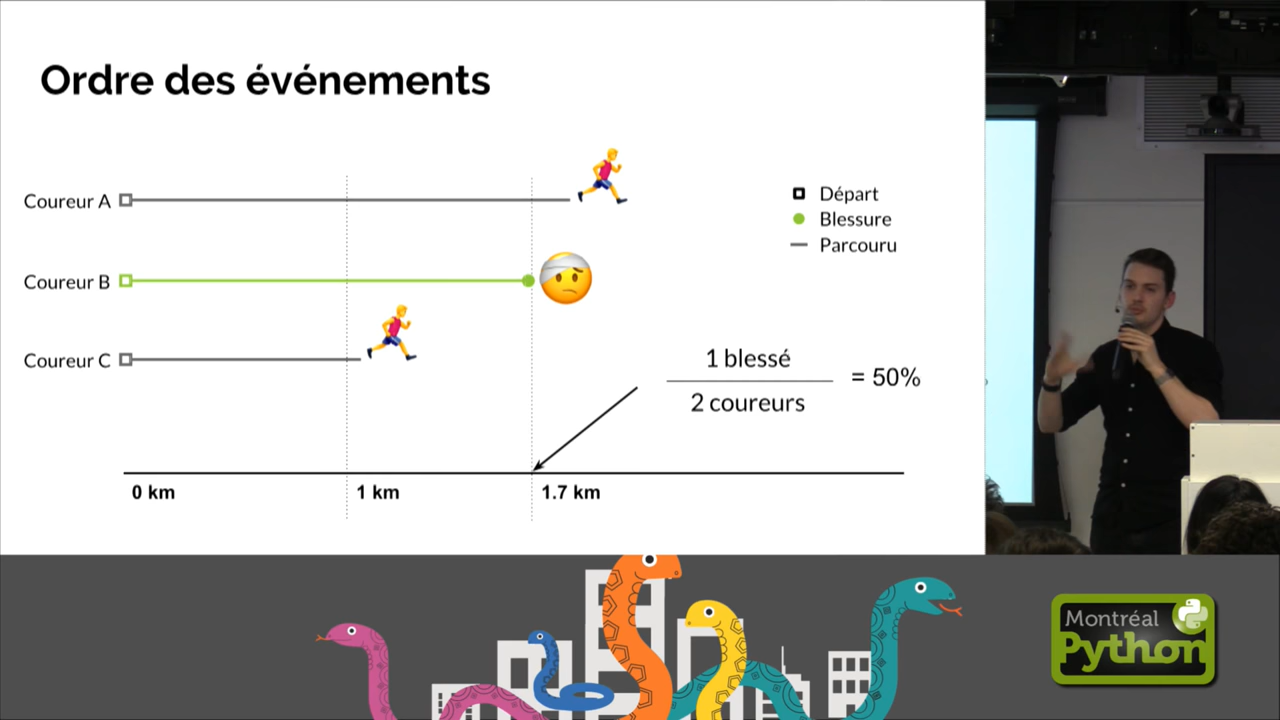 Ordre des événements
Coureur A
Coureur B
Coureur C
Départ
Blessure
Parcouru
1 blessé
2 coureurs
= 50%
0 km
1 km
1.7 km
Montréal
Python